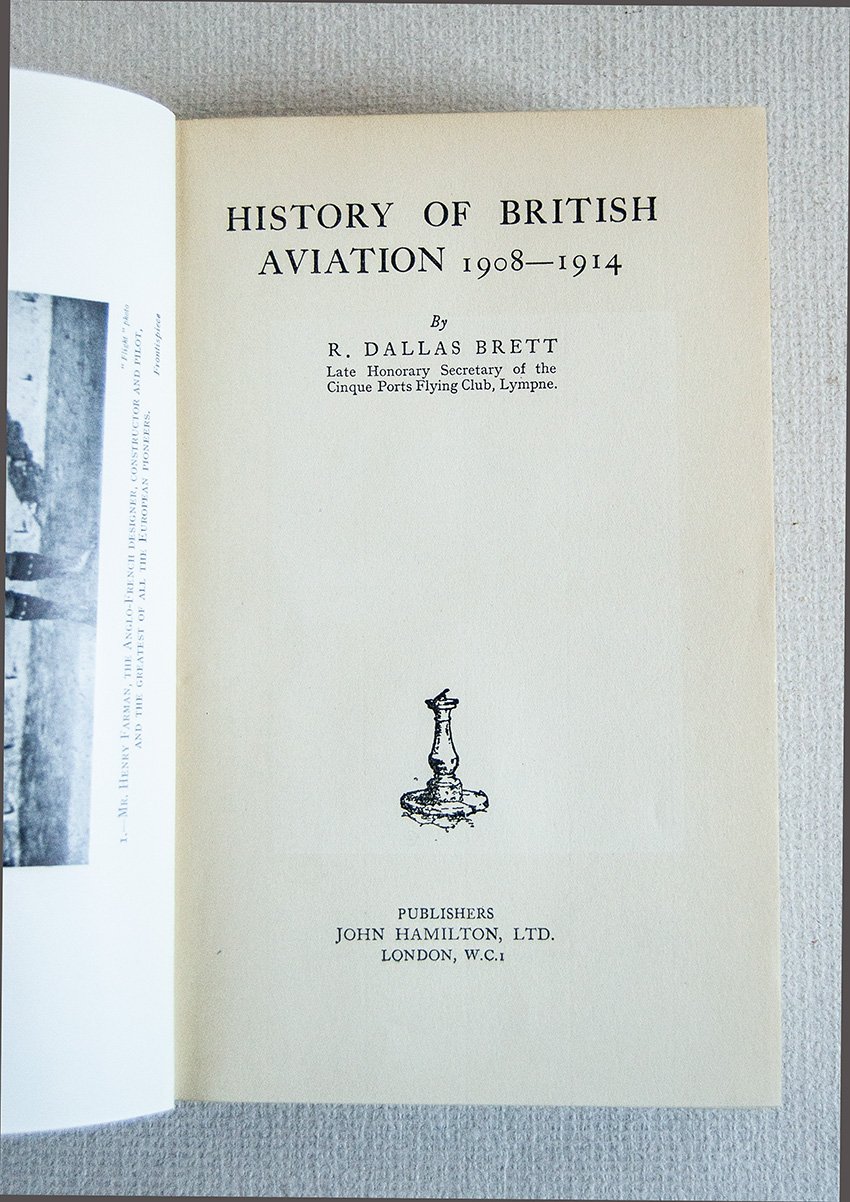 HISTORY OF BRITISH
AVIATION 1908—1914
By
R. DALLAS BRETT
Late Honorary Secretary of the
Cinque Ports Flying Club, Lympne.
PUBLISHERS
JOHN HAMILTON, LTD.
LONDON, W.C.1
"Flight" photo
1.—MR. HENRY FARMAN, THE ANGLO-FRENCH DESIGNER, CONSTRUCTOR AND PILOT,
AND THE GREATEST OF ALL THE EUROPEAN PIONEERS.
Frontispiece